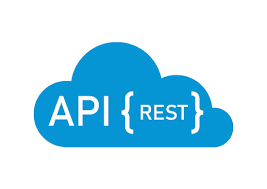 API { REST }